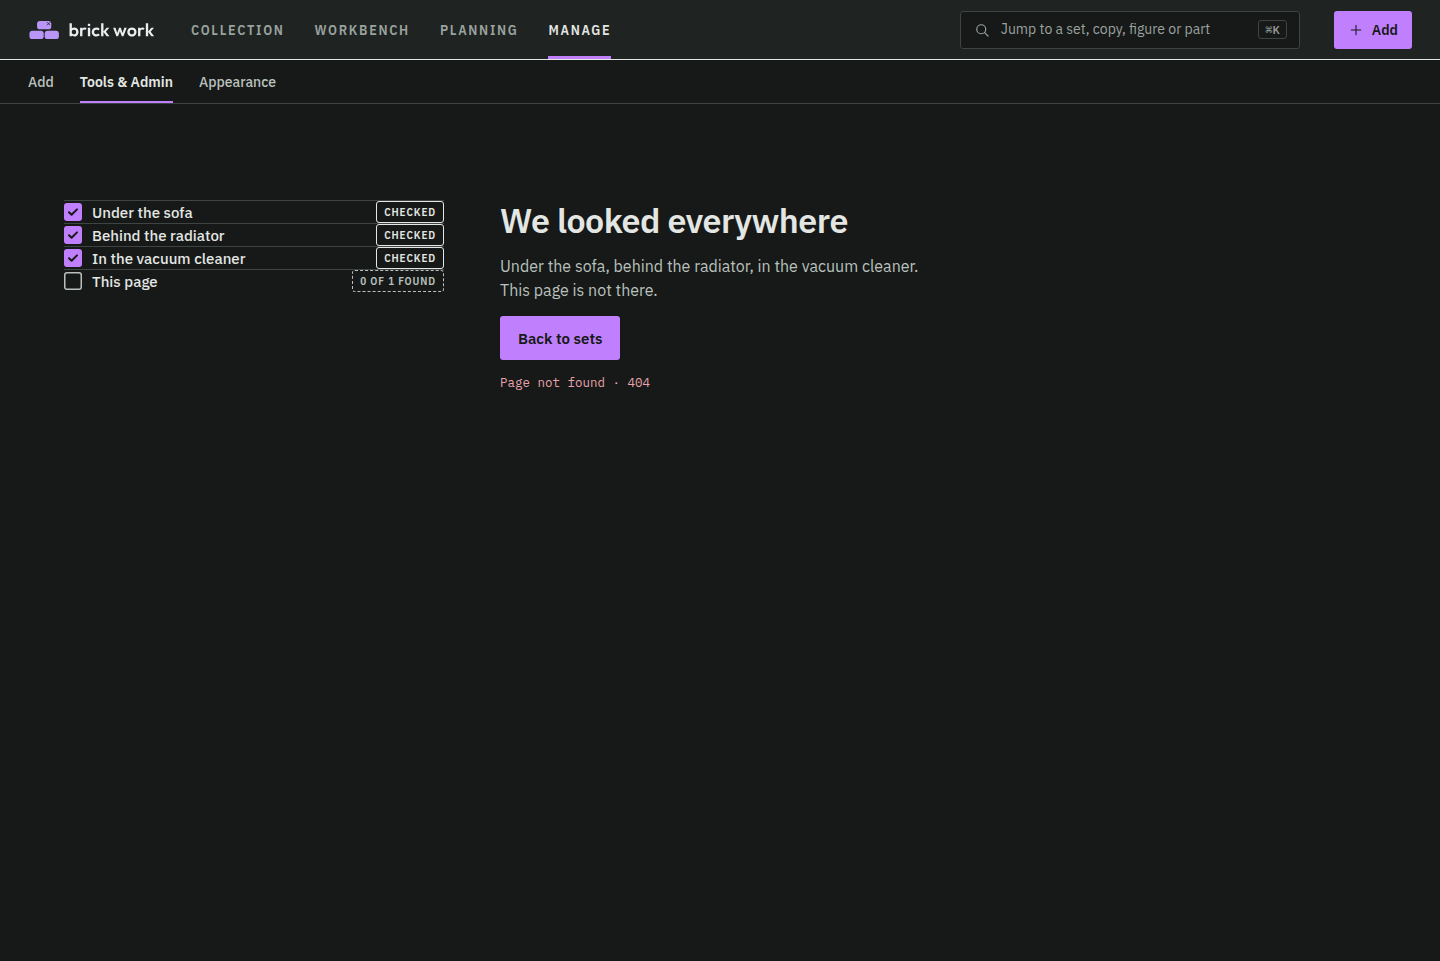 brick work
COLLECTION WORKBENCH PLANNING MANAGE
Jump to a set, copy, figure or part ⌘K
+ Add
Add Tools & Admin Appearance
Under the sofa CHECKED
Behind the radiator CHECKED
In the vacuum cleaner CHECKED
This page 0 OF 1 FOUND
We looked everywhere
Under the sofa, behind the radiator, in the vacuum cleaner.
This page is not there.
Back to sets
Page not found · 404